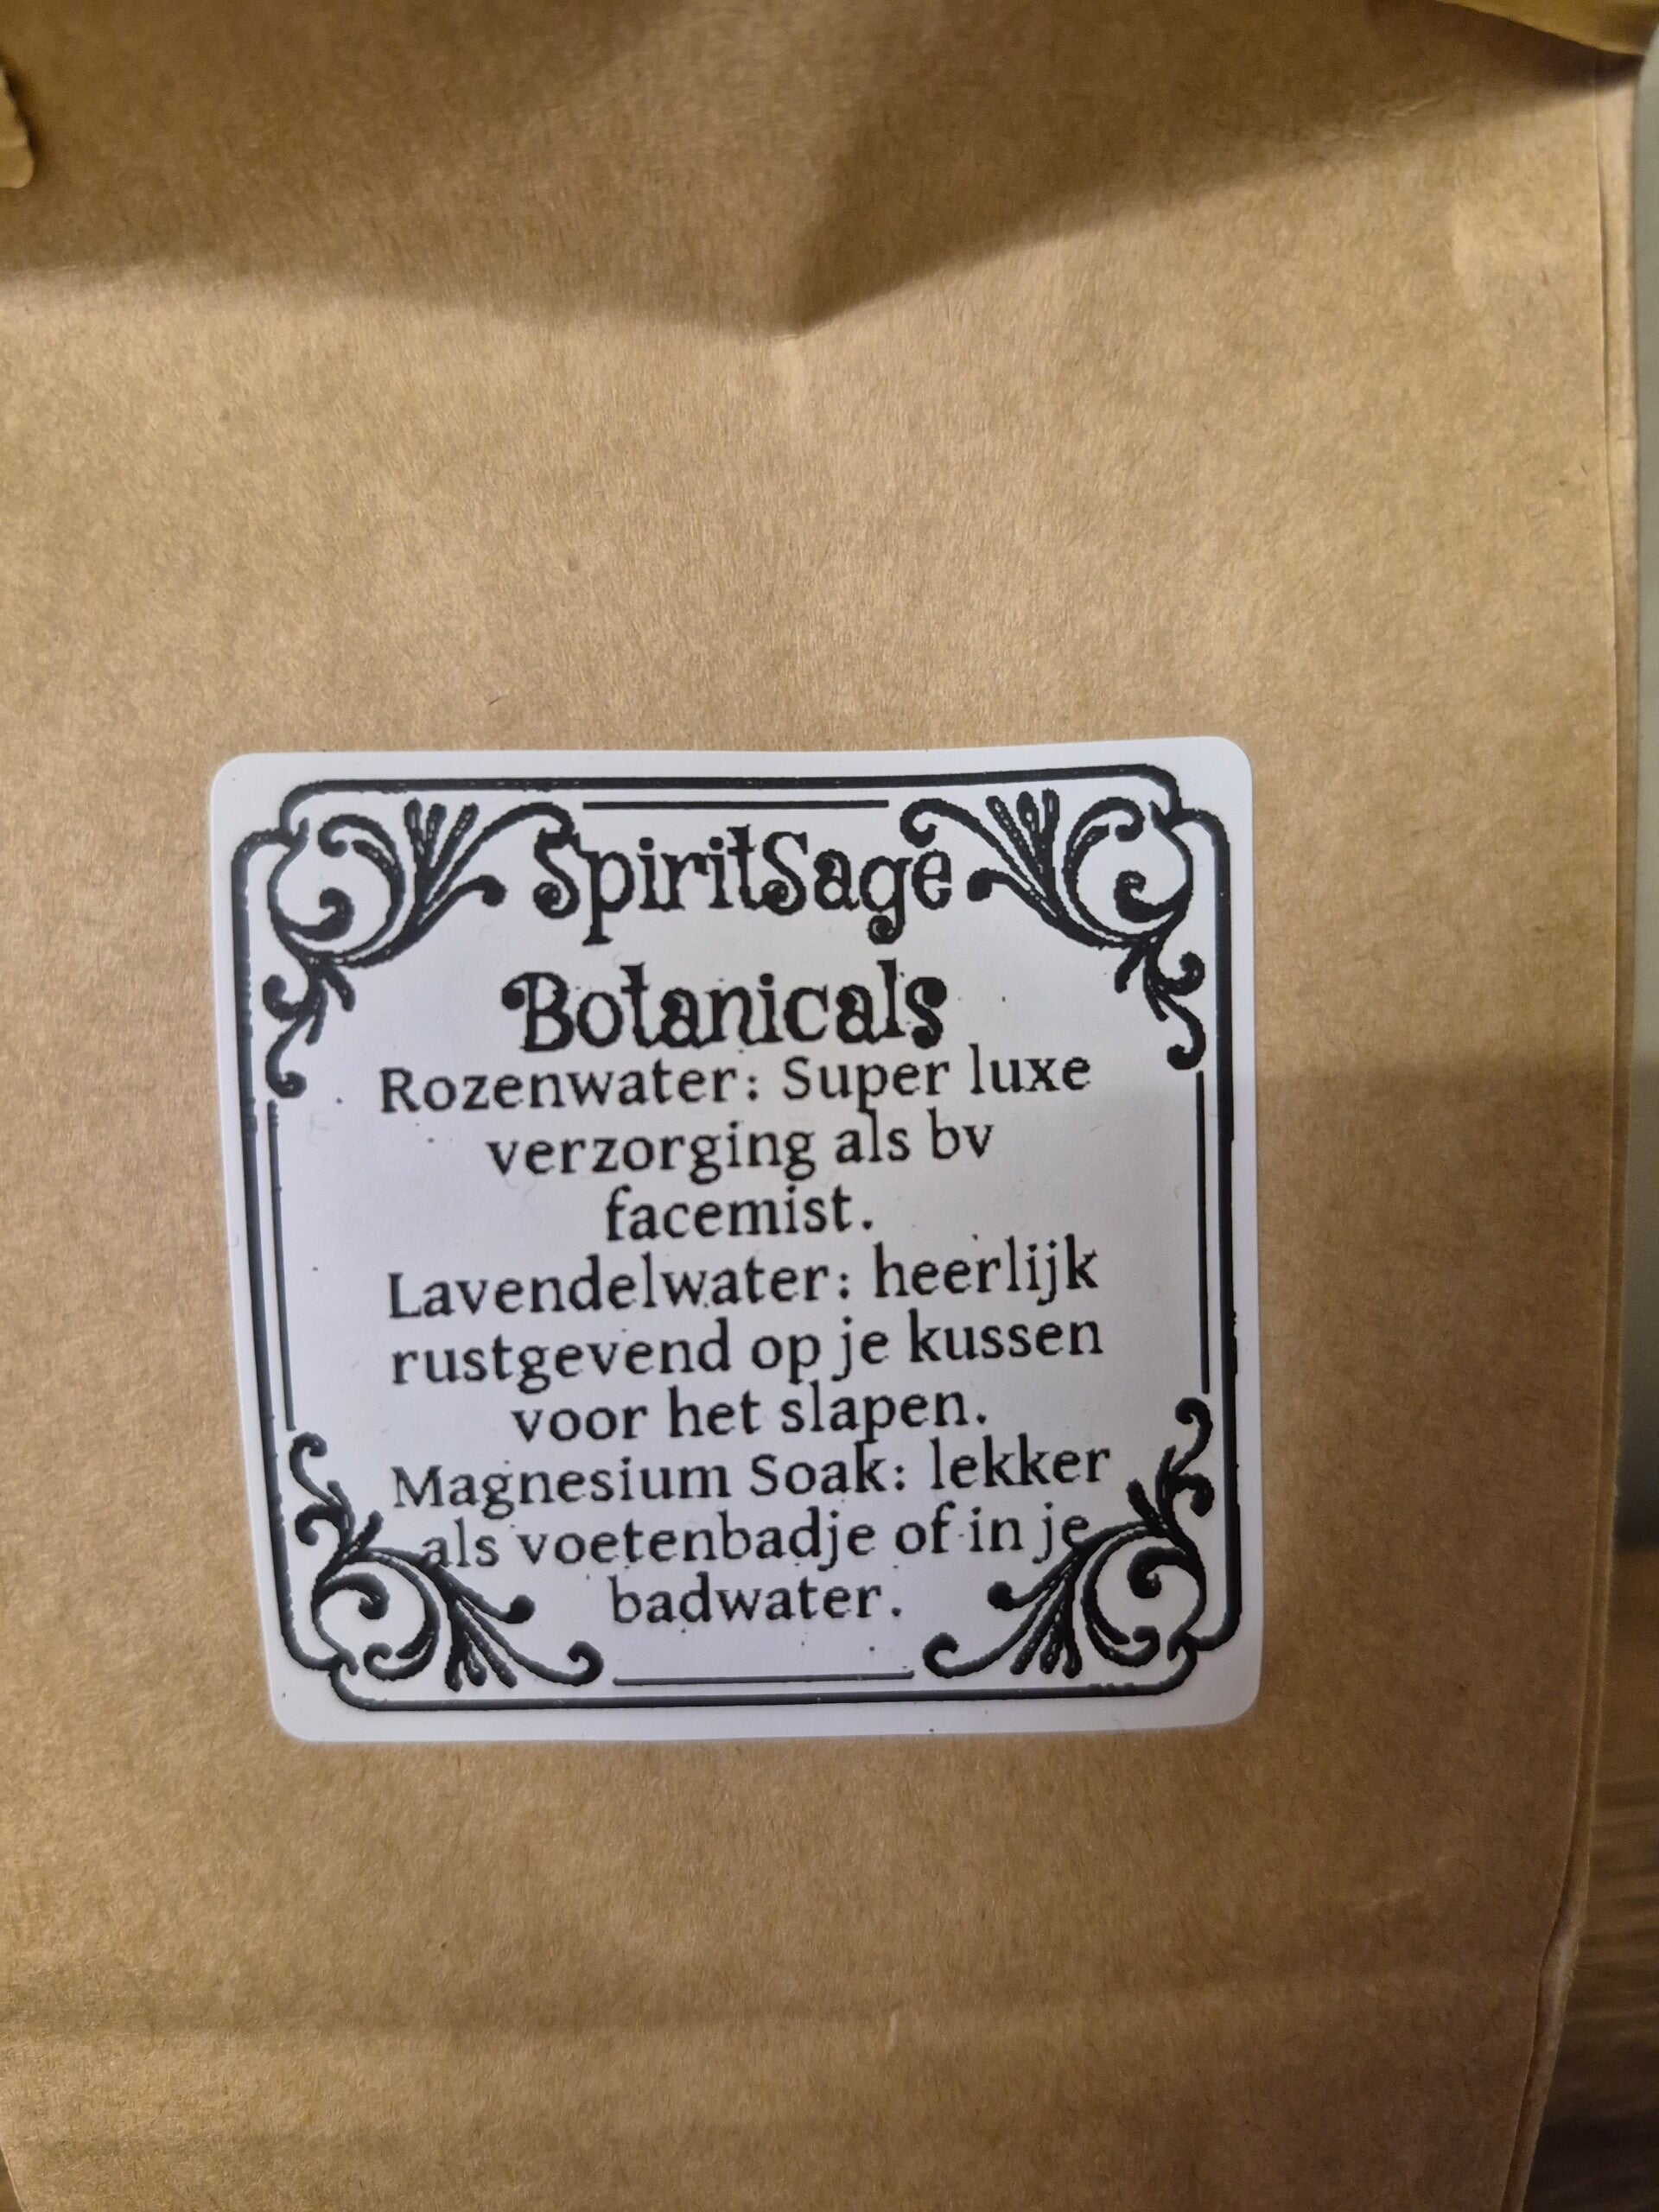 SpiritSage
Botanicals
Rozenwater: Super luxe
verzorging als bv
facemist.
Lavendelwater: heerlijk
rustgevend op je kussen
voor het slapen.
Magnesium Soak: lekker
als voetenbadje of in je
badwater.